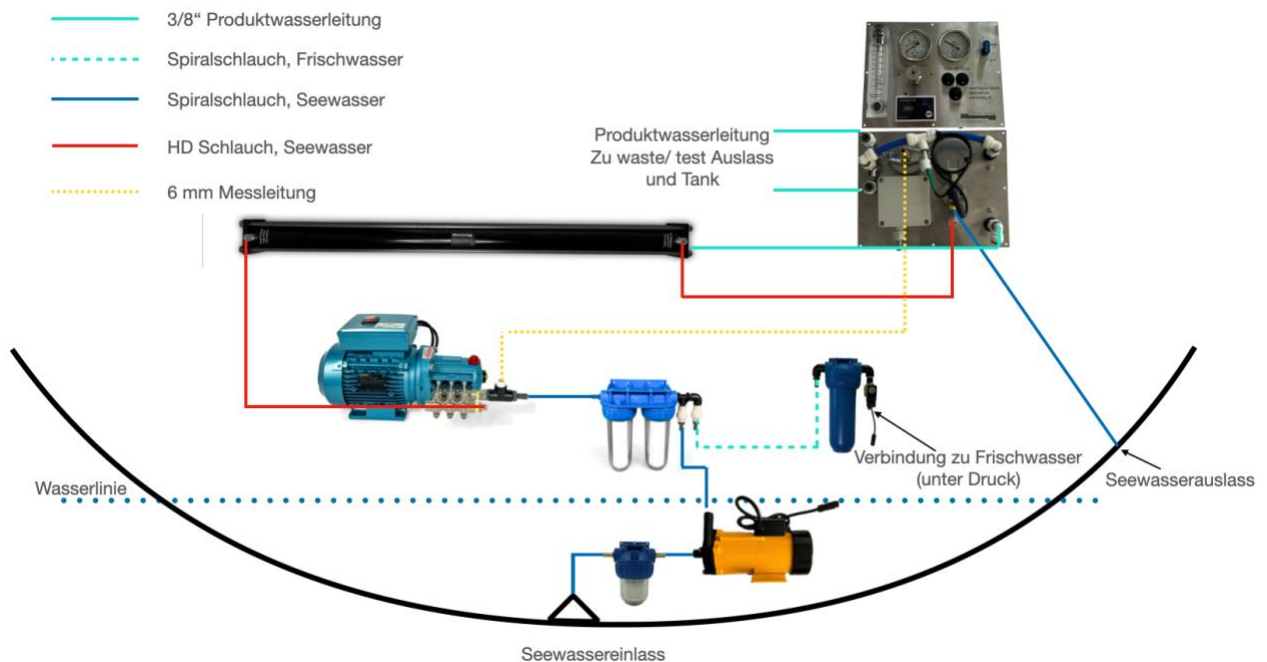 3/8“ Produktwasserleitung
Spiralschlauch, Frischwasser
Spiralschlauch, Seewasser
HD Schlauch, Seewasser
6 mm Messleitung
Produktwasserleitung
Zu waste/ test Auslass
und Tank
Verbindung zu Frischwasser
(unter Druck)
Seewasserauslass
Wasserlinie
Seewassereinlass